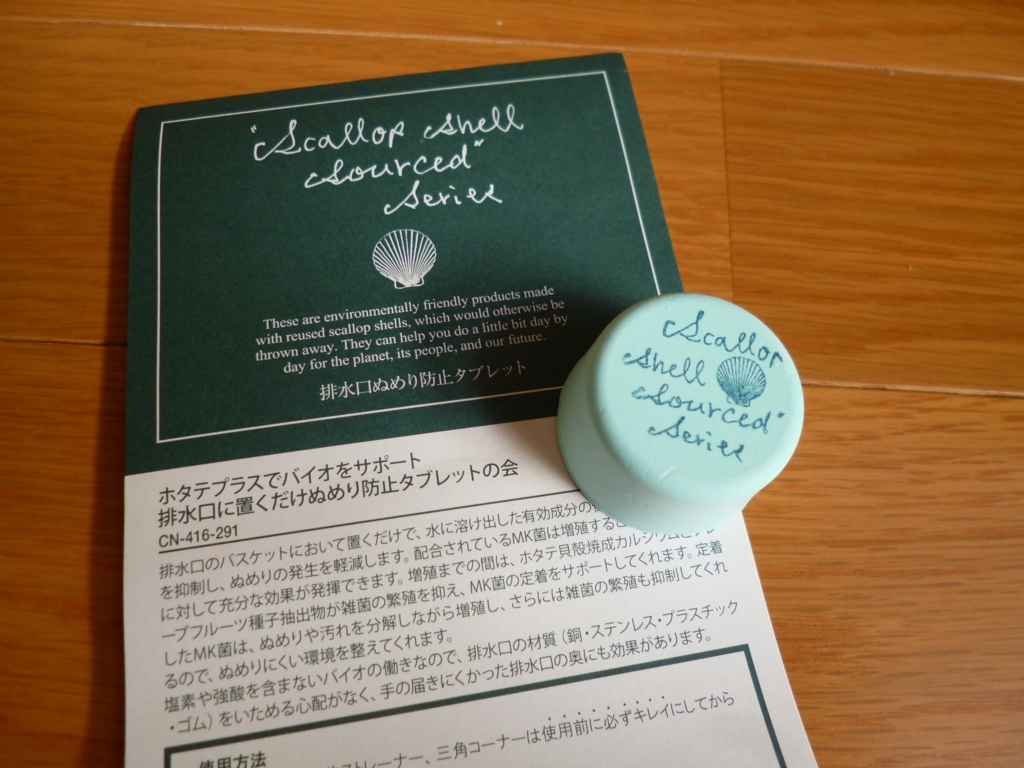 "Scallop Shell
Sourced"
Series
These are environmentally friendly products made
with reused scallop shells, which would otherwise be
thrown away. They can help you do a little bit day by
day for the planet, its people, and our future.
排水口ぬめり防止タブレット
ホタテプラスでバイオをサポート
排水口に置くだけぬめり防止タブレットの会
CN-416-291
排水口のバスケットにおいて置くだけで、水に溶け出した有効成分の
を抑制し、ぬめりの発生を軽減します。配合されているMK菌は増殖する
に対して充分な効果が発揮できます。増殖までの間は、ホタテ貝殻焼成カルシウムとグレ
ープフルーツ種子抽出物が雑菌の繁殖を抑え、MK菌の定着をサポートしてくれます。定着
したMK菌は、ぬめりや汚れを分解しながら増殖し、さらには雑菌の繁殖も抑制してくれ
るので、ぬめりにくい環境を整えてくれます。
塩素や強酸を含まないバイオの働きなので、排水口の材質（銅・ステンレス・プラスチック
・ゴム）をいためる心配がなく、手の届きにくかった排水口の奥にも効果があります。
使用方法
ストレーナー、三角コーナーは使用前に必ずキレイにしてから
Scallop
Shell
Sourced"
Series